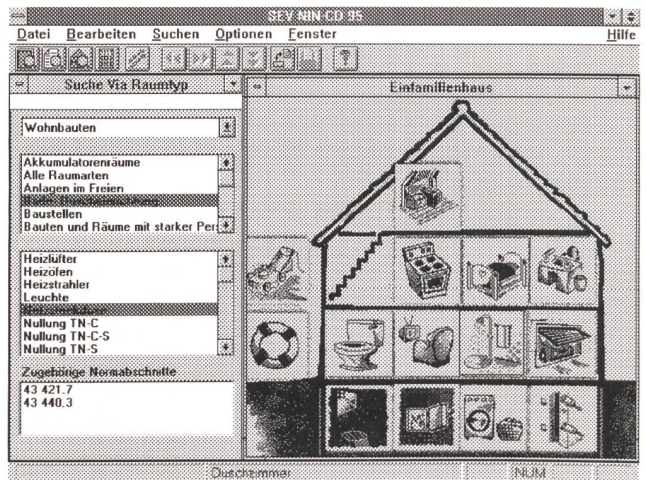 SEV NIN-CD 95
Datei Bearbeiten Suchen Optionen Fenster Hilfe
Suche Via Raumtyp
Einfamilienhaus
Wohnbauten
Akkumulatorenräume
Alle Raumarten
Anlagen im Freien
Baustellen
Bauten und Räume mit starker Per
Heizlüfter
Heizöfen
Heizstrahler
Leuchte
Nullung TN-C
Nullung TN-C-S
Nullung TN-S
Zugehörige Normabschnitte
43 421.7
43 440.3
Duschzimmer NUM